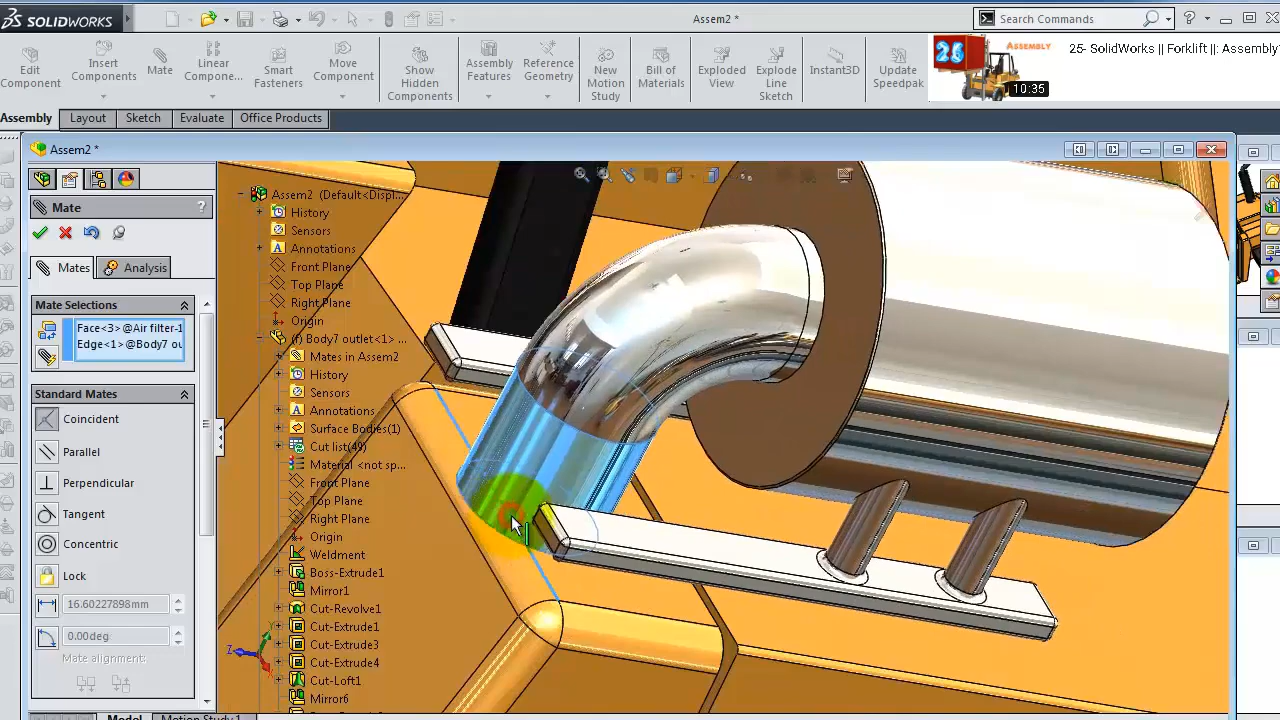 SOLIDWORKS
Assem2 *
Search Commands
?
Edit Component
Insert Components
Mate
Linear Compon...
Smart Fasteners
Move Component
Show Hidden Components
Assembly Features
Reference Geometry
New Motion Study
Bill of Materials
Exploded View
Explode Line Sketch
Instant3D
Update Speedpak
25
ASSEMBLY
25- SolidWorks || Forklift ||: Assembly
10:35
Assembly
Layout
Sketch
Evaluate
Office Products
Assem2 *
Mate
?
Mates
Analysis
Mate Selections
Face<3>@Air filter-1
Edge<1>@Body7 ou
Standard Mates
Coincident
Parallel
Perpendicular
Tangent
Concentric
Lock
16.60227898mm
0.00deg
Mate alignment:
Assem2 (Default<Displ...
History
Sensors
Annotations
Front Plane
Top Plane
Right Plane
Origin
(f) Body7 outlet<1> ...
Mates in Assem2
History
Sensors
Annotations
Surface Bodies(1)
Cut list(49)
Material <not sp...
Front Plane
Top Plane
Right Plane
Origin
Weldment
Boss-Extrude1
Mirror1
Cut-Revolve1
Cut-Extrude1
Cut-Extrude3
Cut-Extrude4
Cut-Loft1
Mirror6
Z
Model
Motion Study 1